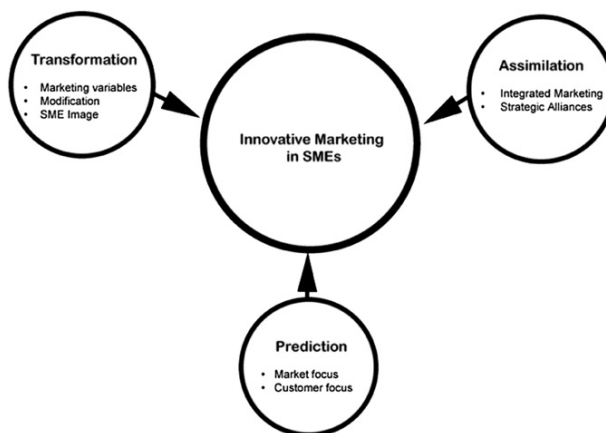 Transformation
• Marketing variables
• Modification
• SME Image
Assimilation
• Integrated Marketing
• Strategic Alliances
Innovative Marketing
in SMEs
Prediction
• Market focus
• Customer focus